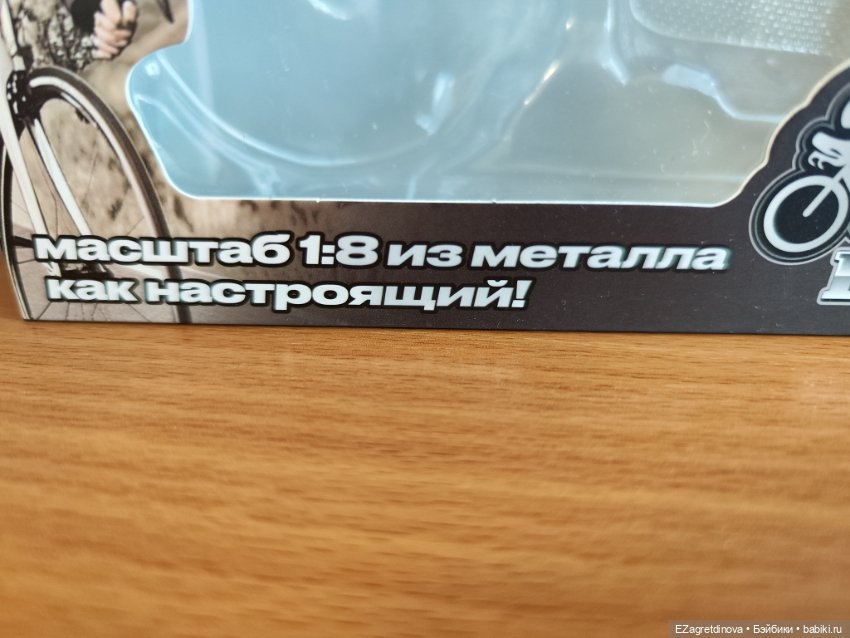 масштаб 1:8 из металла
как настроящий!
EZagretdinova • Бэйбики • babiki.ru